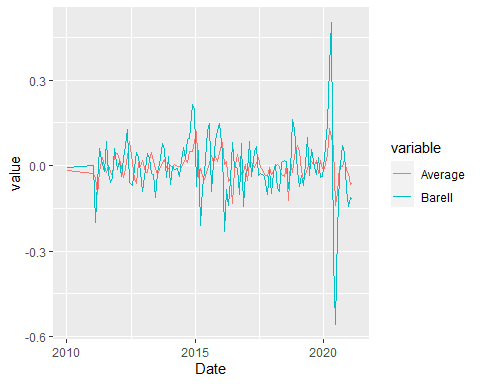 0.3
0.0
-0.3
-0.6
value
2010 2015 2020
Date
variable
Average
Barell